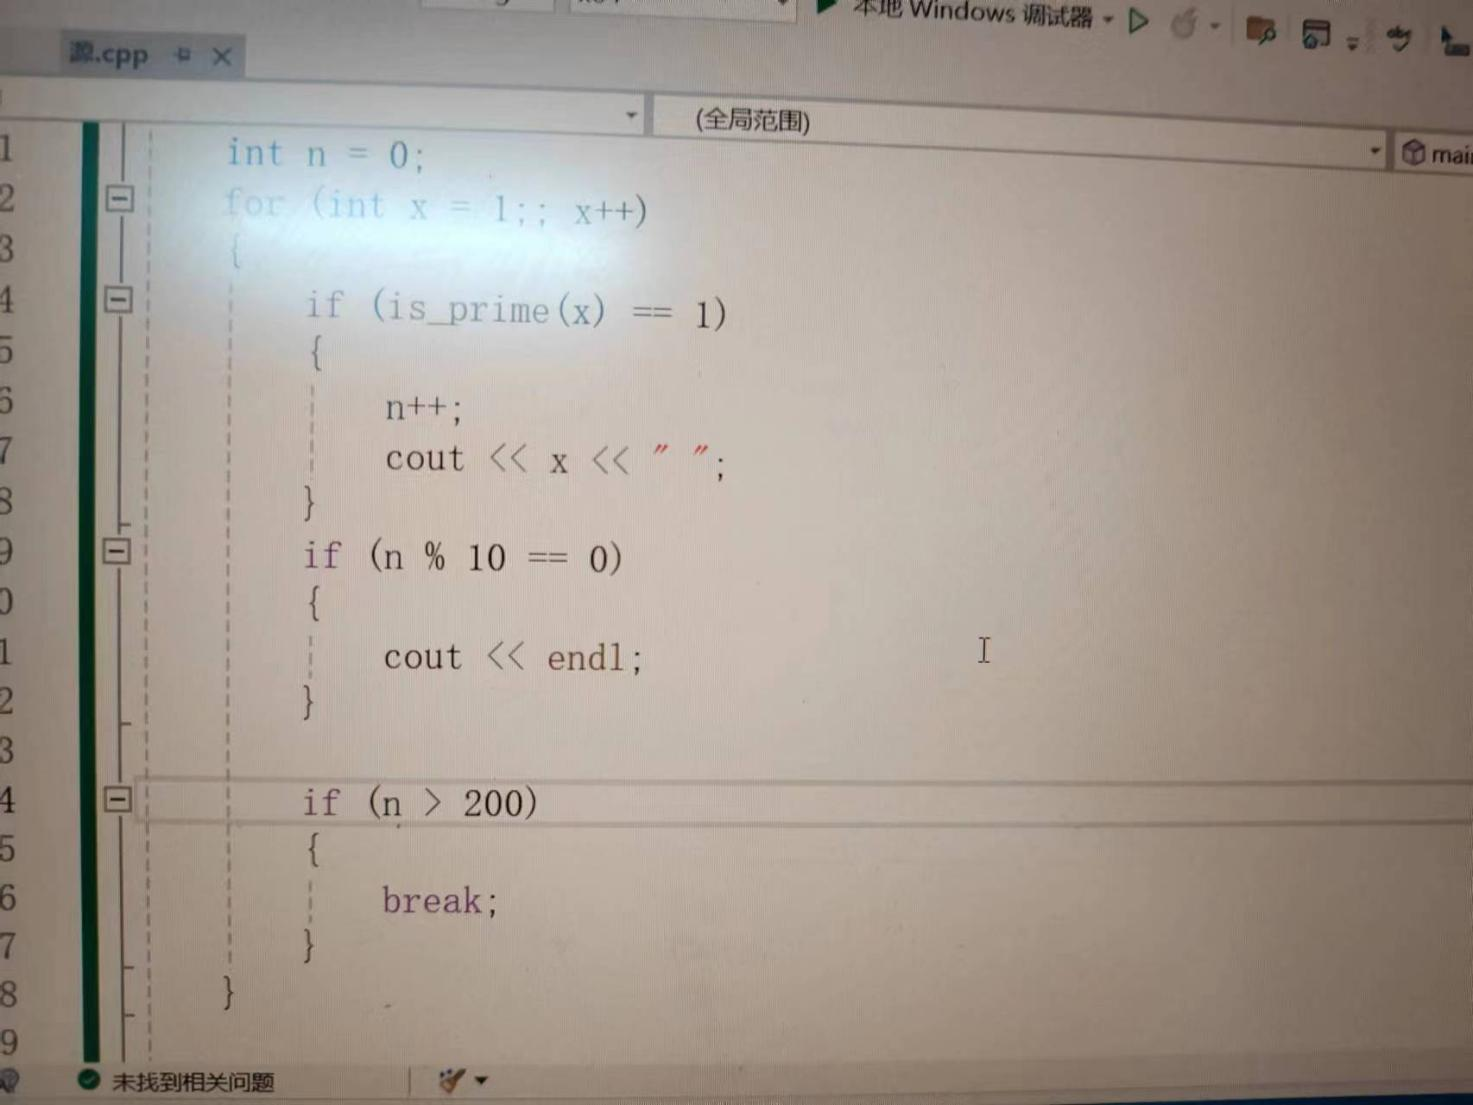 本地 Windows 调试器
源.cpp
(全局范围)
1 int n = 0;
2 for (int x = 1;; x++)
3 {
4 if (is_prime(x) == 1)
5 {
6 n++;
7 cout << x << " ";
8 }
9 if (n % 10 == 0)
0 {
1 cout << endl;
2 }
3
4 if (n > 200)
5 {
6 break;
7 }
8 }
9
未找到相关问题